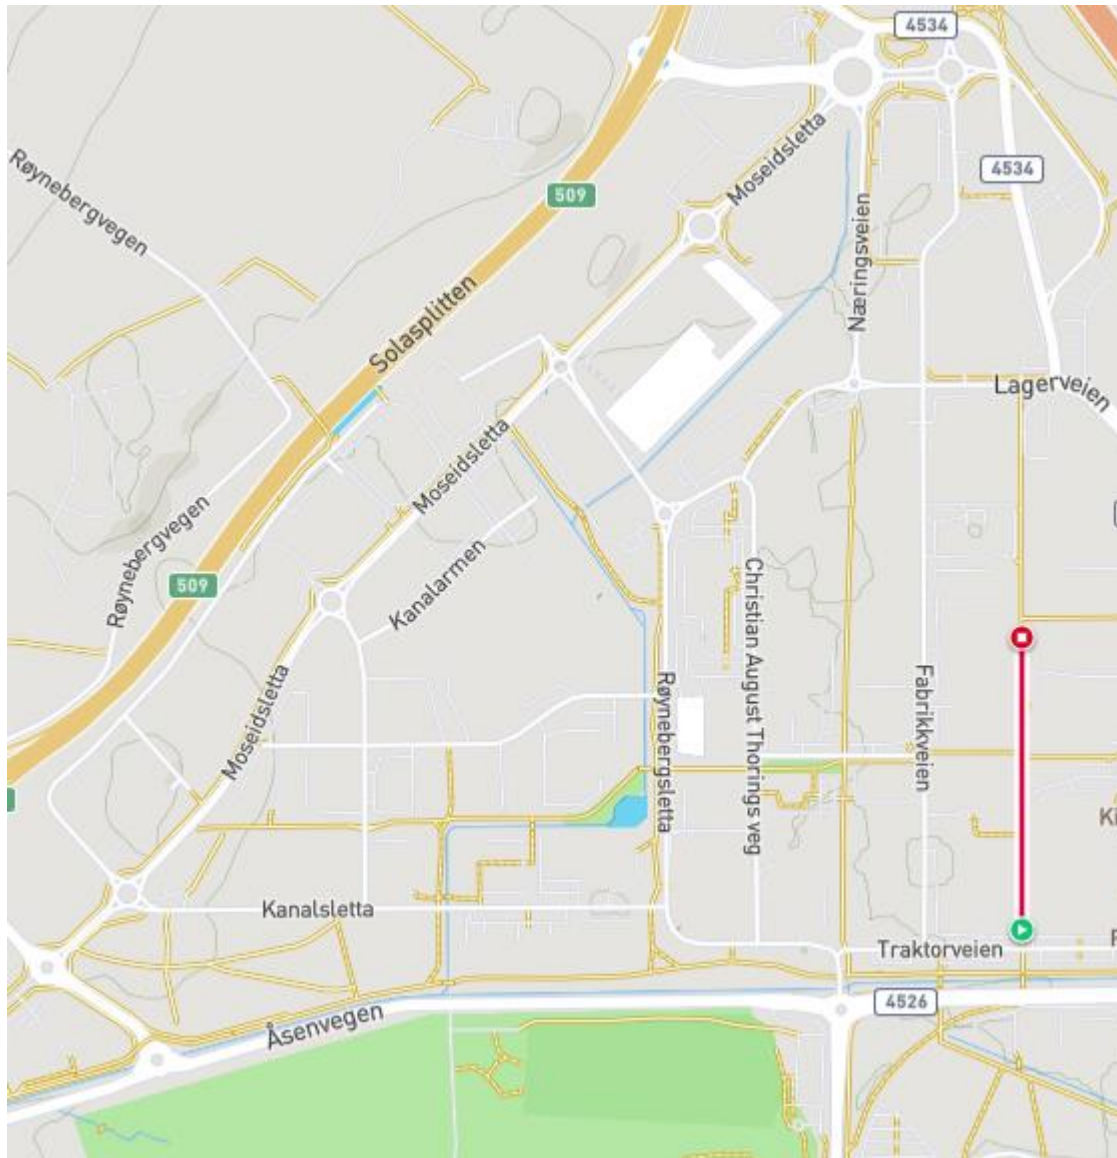 4534
Moseidsletta
Røynebergvegen
4534
509
Næringsveien
Solasplitten
Lagerveien
Moseidsletta
Røynebergvegen
Kanalarmen
Christian August Thorings veg
509
Fabrikkveien
Moseidsletta
Røynebergsletta
Kanalsletta
Traktorveien
4526
Åsenvegen